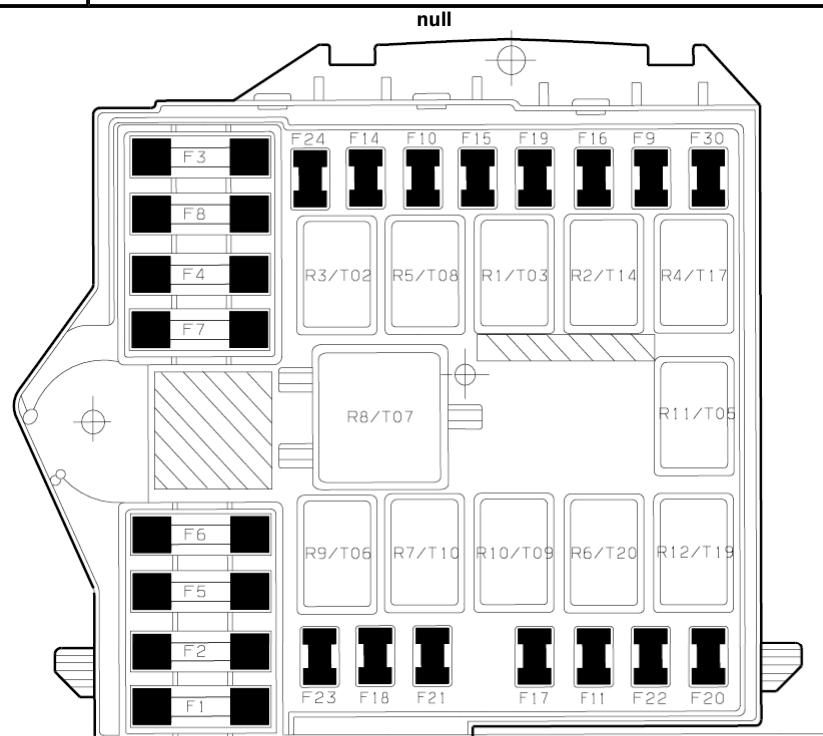 null
F24 F14 F10 F15 F19 F16 F9 F30
F3
F8
F4
F7
R3/T02 R5/T08 R1/T03 R2/T14 R4/T17
R8/T07
R11/T05
F6
F5
F2
F1
R9/T06 R7/T10 R10/T09 R6/T20 R12/T19
F23 F18 F21 F17 F11 F22 F20